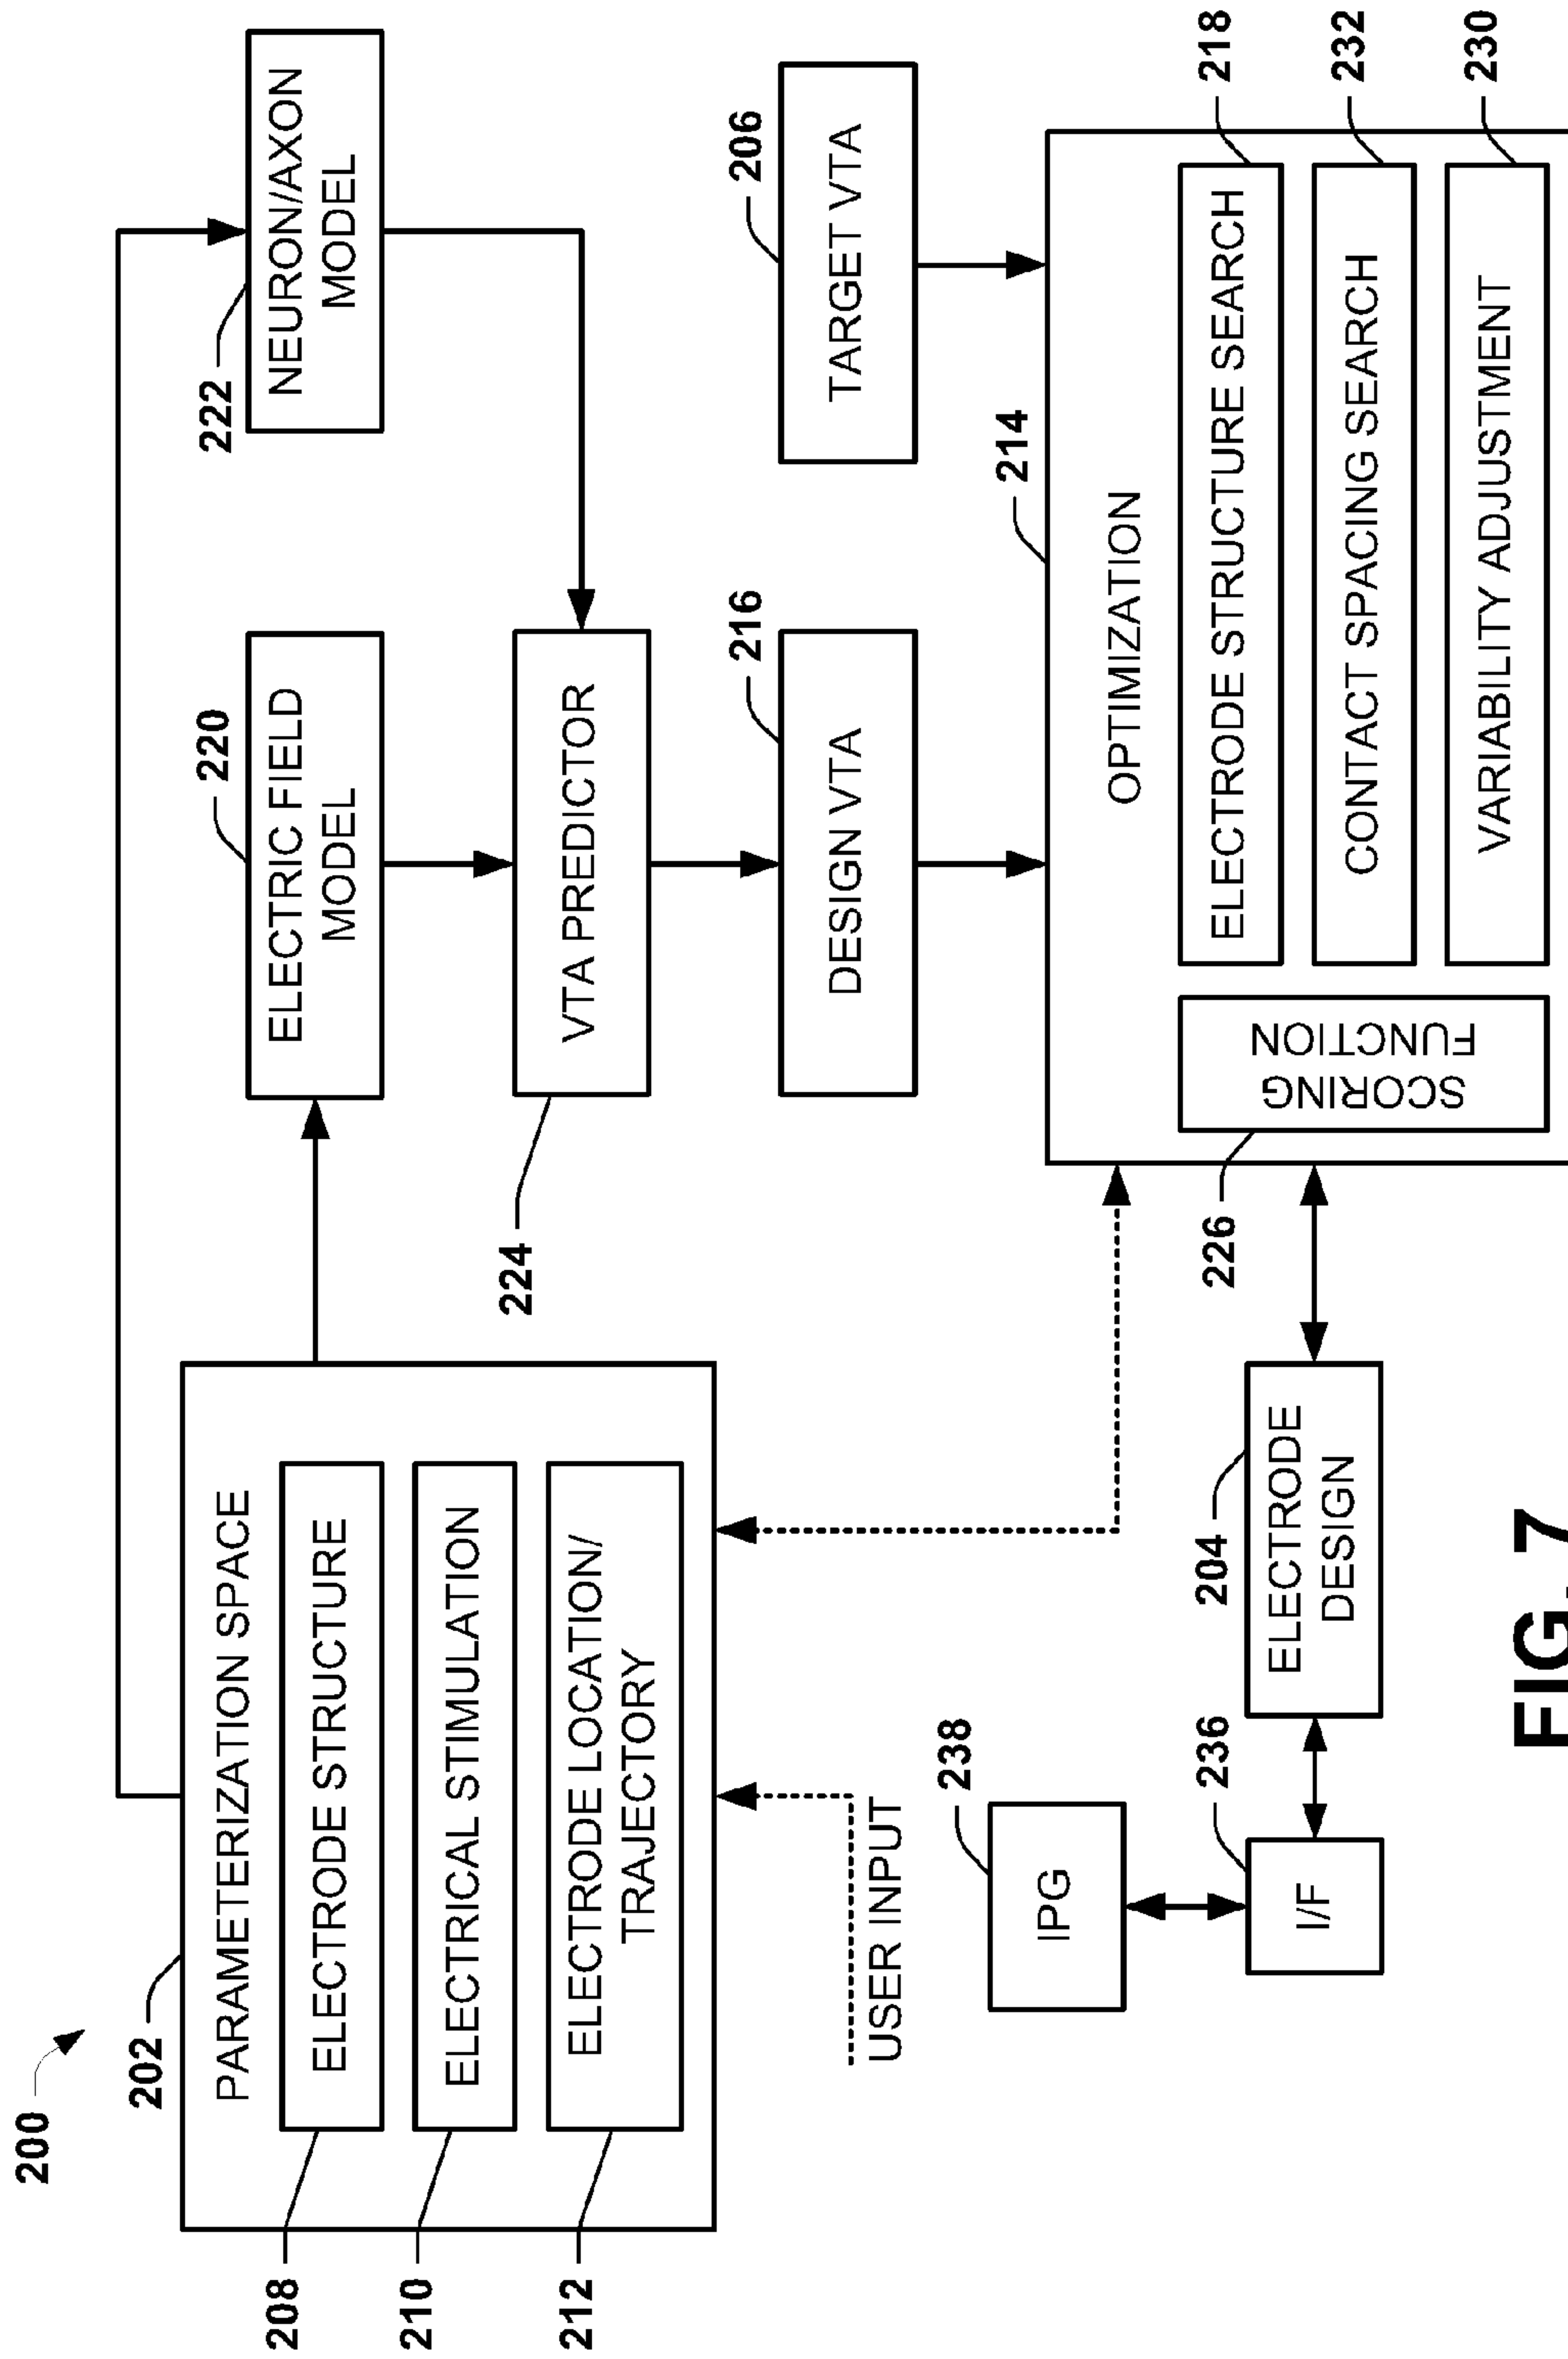 200
202
PARAMETERIZATION SPACE
208
ELECTRODE STRUCTURE
210
ELECTRICAL STIMULATION
212
ELECTRODE LOCATION/
TRAJECTORY
USER INPUT
220
ELECTRIC FIELD
MODEL
222
NEURON/AXON
MODEL
224
VTA PREDICTOR
216
DESIGN VTA
206
TARGET VTA
214
OPTIMIZATION
226
SCORING
FUNCTION
ELECTRODE STRUCTURE SEARCH
218
CONTACT SPACING SEARCH
232
VARIABILITY ADJUSTMENT
230
238
IPG
236
I/F
204
ELECTRODE
DESIGN
FIG. 7